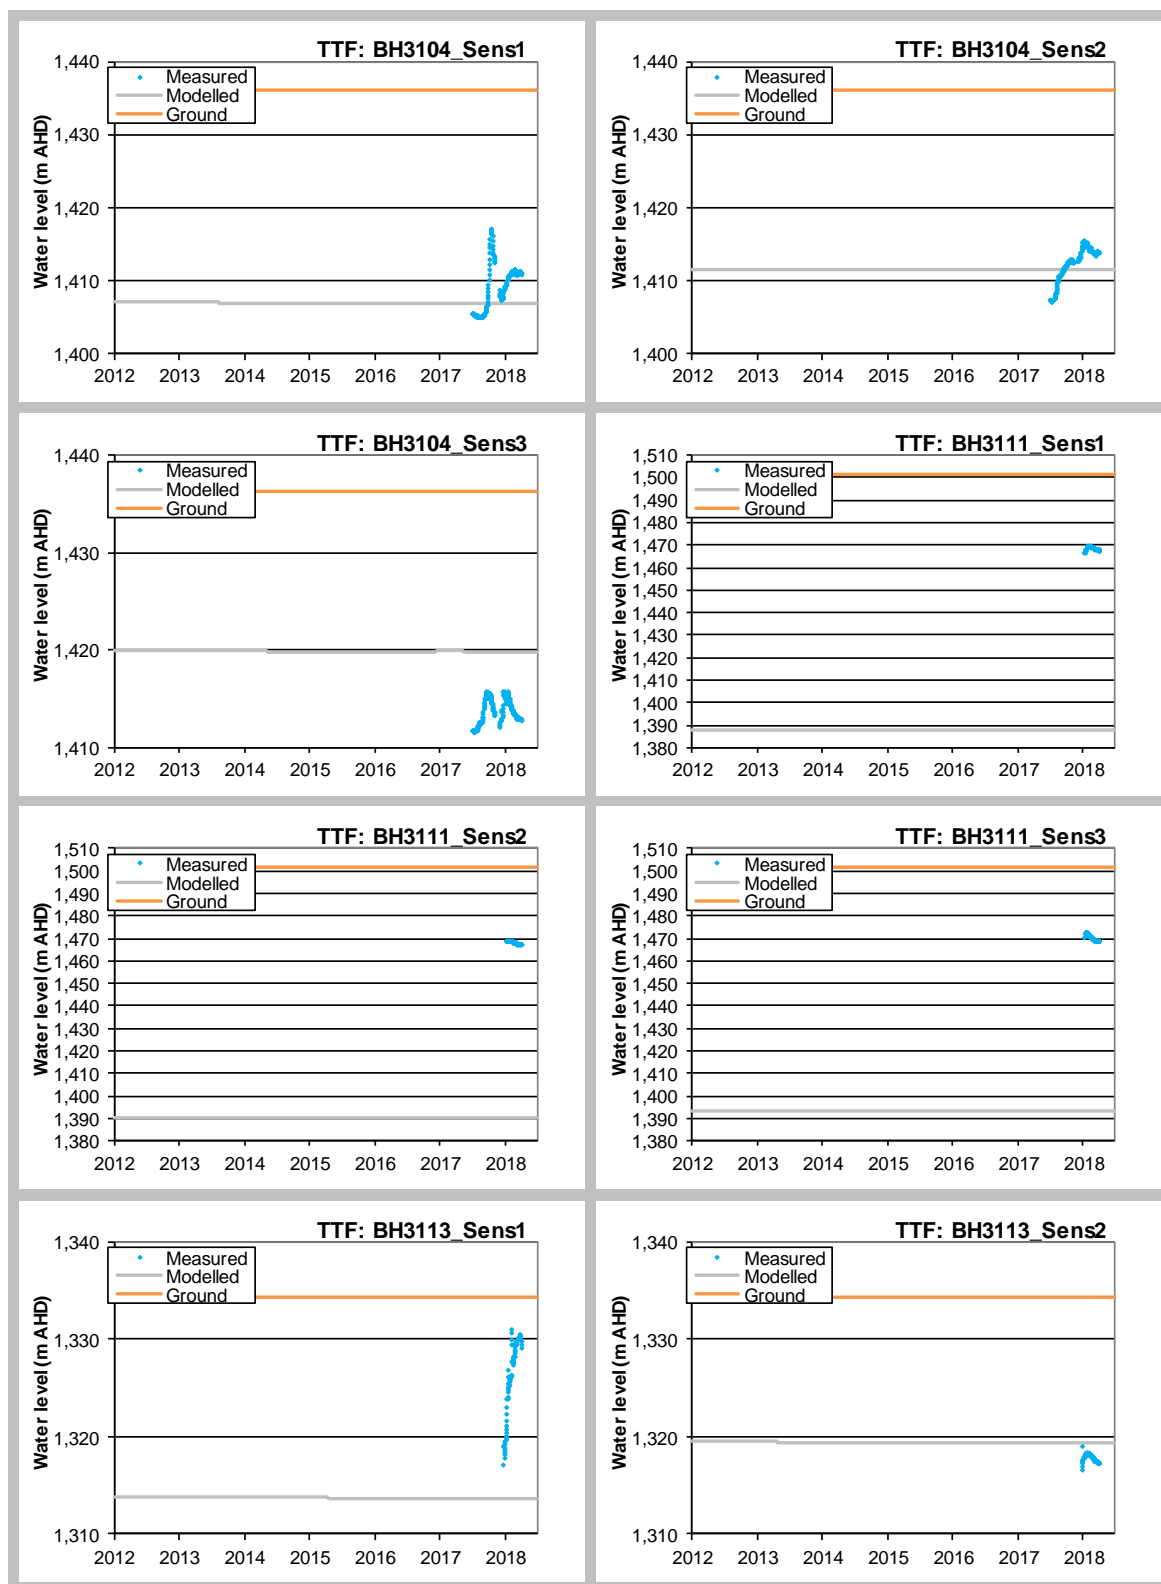 TTF: BH3104_Sens1
Water level (m AHD)
1,440
1,430
1,420
1,410
1,400
Measured
Modelled
Ground
2012 2013 2014 2015 2016 2017 2018
TTF: BH3104_Sens2
Water level (m AHD)
1,440
1,430
1,420
1,410
1,400
Measured
Modelled
Ground
2012 2013 2014 2015 2016 2017 2018
TTF: BH3104_Sens3
Water level (m AHD)
1,440
1,430
1,420
1,410
Measured
Modelled
Ground
2012 2013 2014 2015 2016 2017 2018
TTF: BH3111_Sens1
Water level (m AHD)
1,510
1,500
1,490
1,480
1,470
1,460
1,450
1,440
1,430
1,420
1,410
1,400
1,390
1,380
Measured
Modelled
Ground
2012 2013 2014 2015 2016 2017 2018
TTF: BH3111_Sens2
Water level (m AHD)
1,510
1,500
1,490
1,480
1,470
1,460
1,450
1,440
1,430
1,420
1,410
1,400
1,390
1,380
Measured
Modelled
Ground
2012 2013 2014 2015 2016 2017 2018
TTF: BH3111_Sens3
Water level (m AHD)
1,510
1,500
1,490
1,480
1,470
1,460
1,450
1,440
1,430
1,420
1,410
1,400
1,390
1,380
Measured
Modelled
Ground
2012 2013 2014 2015 2016 2017 2018
TTF: BH3113_Sens1
Water level (m AHD)
1,340
1,330
1,320
1,310
Measured
Modelled
Ground
2012 2013 2014 2015 2016 2017 2018
TTF: BH3113_Sens2
Water level (m AHD)
1,340
1,330
1,320
1,310
Measured
Modelled
Ground
2012 2013 2014 2015 2016 2017 2018